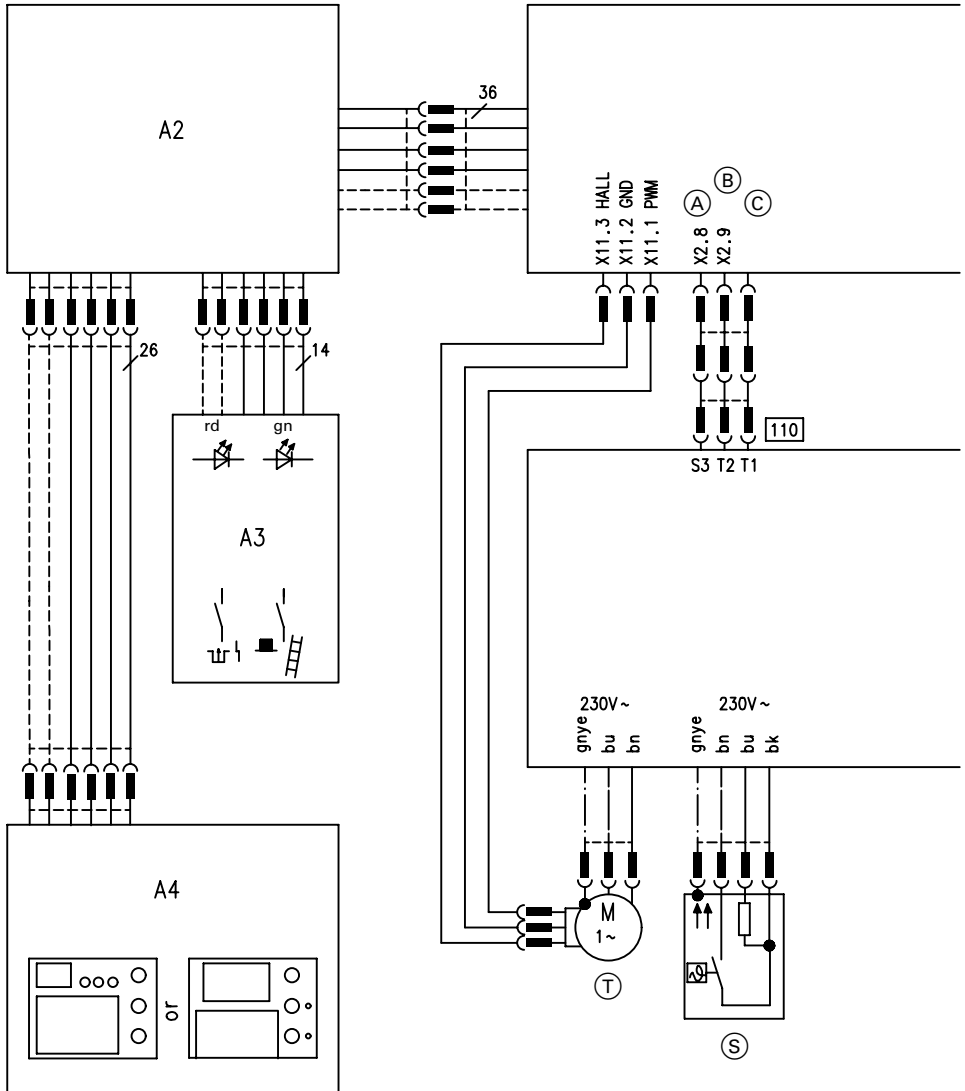 A2
36
X11.3 HALL
X11.2 GND
X11.1 PWM
A
B
C
X2.8
X2.9
26
14
rd
gn
A3
110
S3 T2 T1
230V~
230V~
gnye
bu
bn
gnye
bn
bu
bk
A4
or
M
1~
T
S